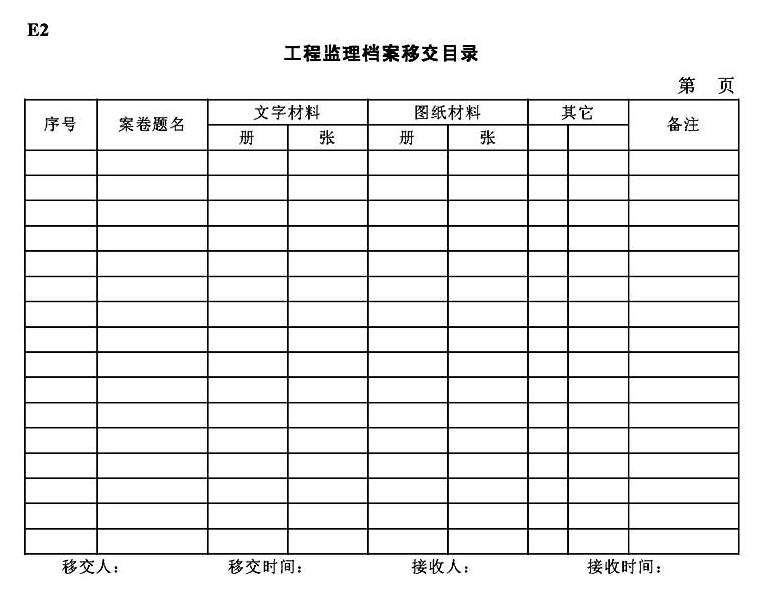 E2
工程监理档案移交目录
第 页
序号 案卷题名 文字材料 图纸材料 其它 备注
册 张 册 张
移交人： 移交时间： 接收人： 接收时间：